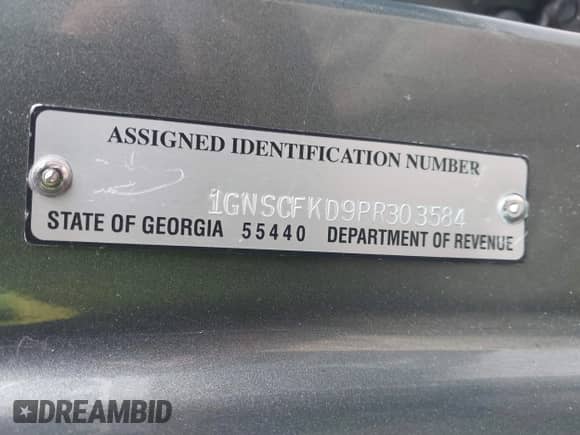 ASSIGNED IDENTIFICATION NUMBER
1GNSCFKD9PR303584
STATE OF GEORGIA 55440 DEPARTMENT OF REVENUE
DREAMBID